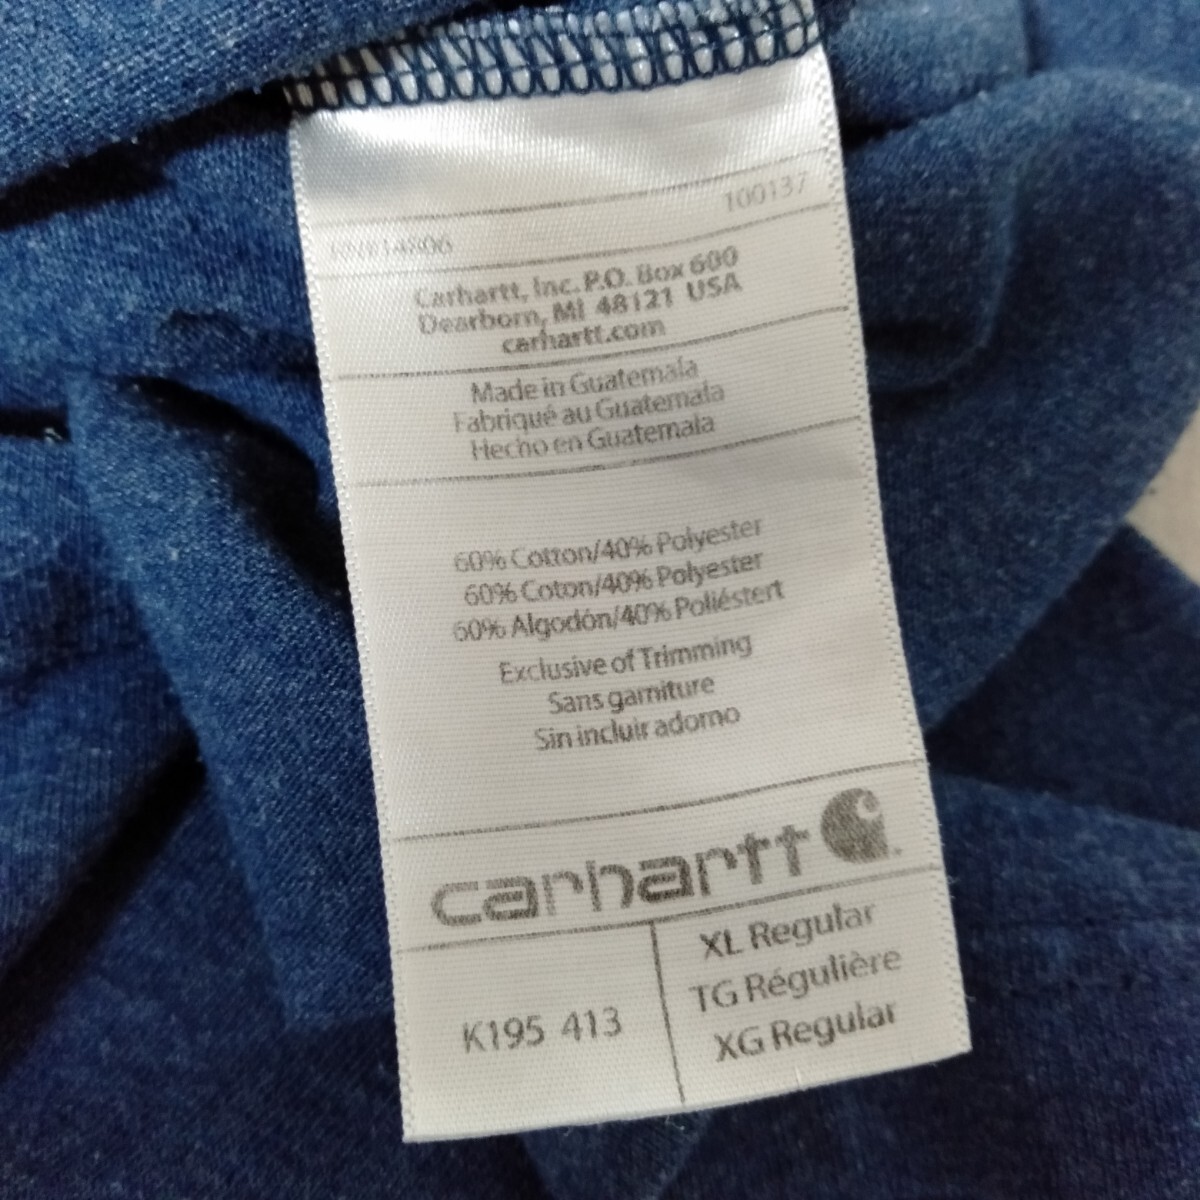 100137
Carhartt, Inc. P.O. Box 600
Dearborn, MI 48121 USA
carhartt.com
Made in Guatemala
Fabriqué au Guatemala
Hecho en Guatemala
60% Cotton/40% Polyester
60% Coton/40% Polyester
60% Algodón/40% Poliéstert
Exclusive of Trimming
Sans garniture
Sin incluir adorno
carhartt
K195 413
XL Regular
TG Régulière
XG Regular